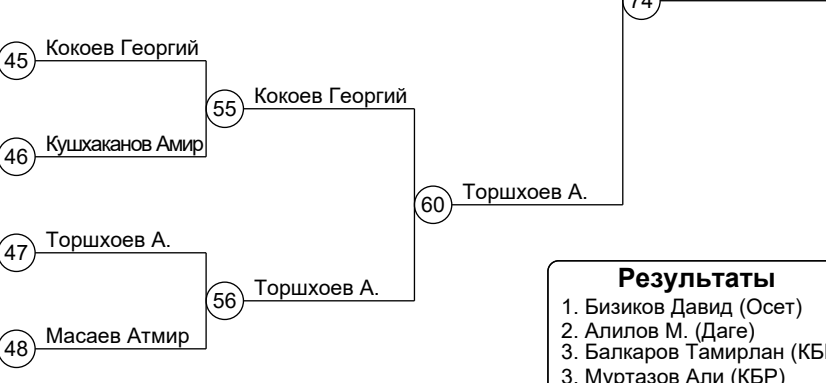 74
45 Кокоев Георгий
55 Кокоев Георгий
46 Кушхаканов Амир
60 Торшхоев А.
47 Торшхоев А.
56 Торшхоев А.
48 Масаев Атмир
Результаты
1. Бизиков Давид (Осет)
2. Алилов М. (Даге)
3. Балкаров Тамирлан (КБ
3. Муртазов Али (КБР)